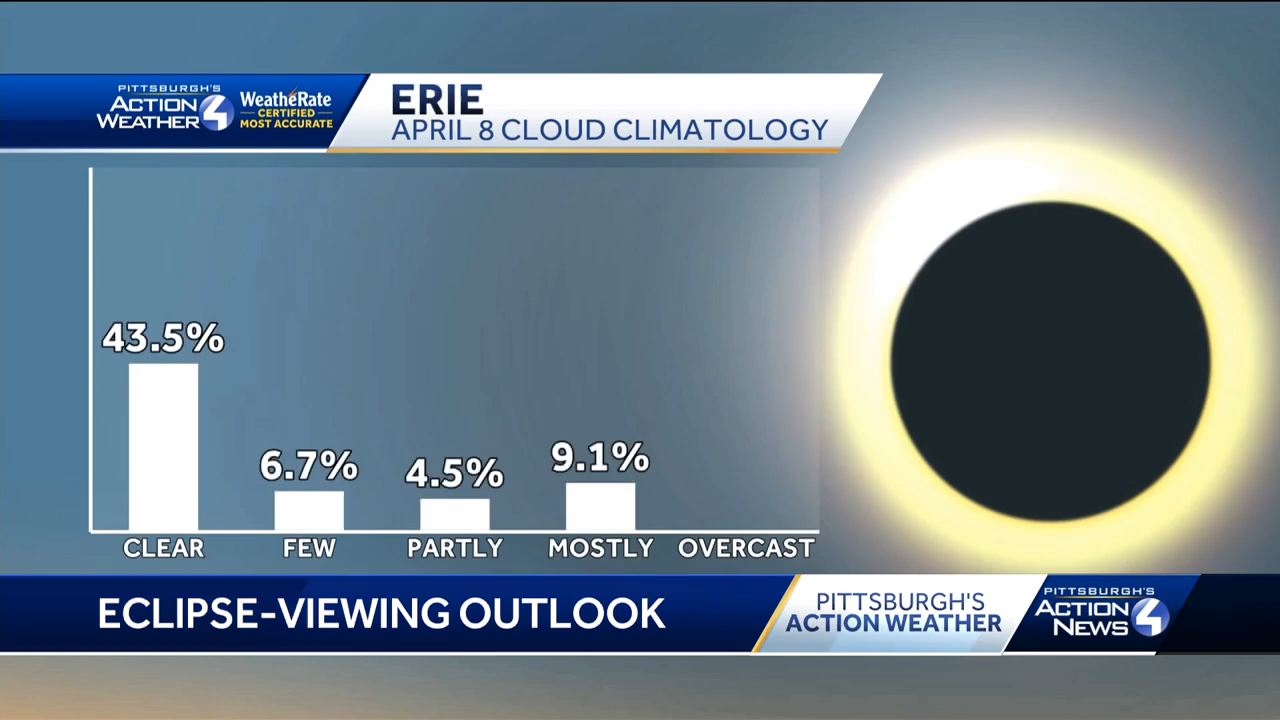 PITTSBURGH'S
ACTION
WEATHER 4
WeatheRate
CERTIFIED
MOST ACCURATE
ERIE
APRIL 8 CLOUD CLIMATOLOGY
43.5%
6.7%
4.5%
9.1%
CLEAR FEW PARTLY MOSTLY OVERCAST
ECLIPSE-VIEWING OUTLOOK
PITTSBURGH'S
ACTION WEATHER
PITTSBURGH'S
ACTION
NEWS 4